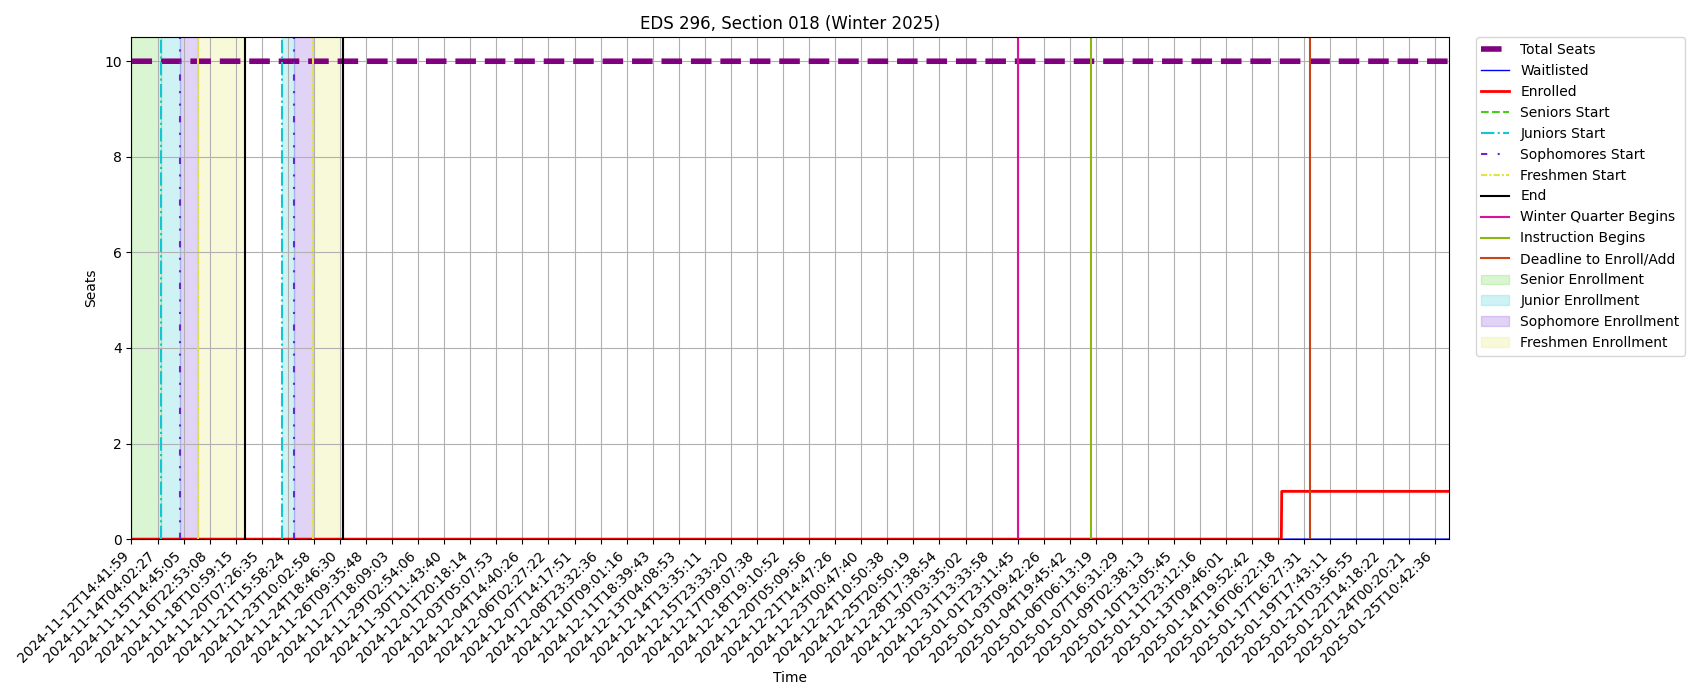 EDS 296, Section 018 (Winter 2025)
10
8
6
4
2
0
Seats
2024-11-12T14:41:59
2024-11-14T04:02:27
2024-11-15T14:45:05
2024-11-16T22:53:08
2024-11-18T10:59:15
2024-11-20T07:26:35
2024-11-21T15:58:24
2024-11-23T10:02:58
2024-11-24T18:46:30
2024-11-26T09:35:48
2024-11-27T18:09:03
2024-11-29T02:54:06
2024-11-30T11:43:40
2024-12-01T20:18:14
2024-12-03T05:07:53
2024-12-04T14:40:26
2024-12-06T02:27:22
2024-12-07T14:17:51
2024-12-08T23:32:36
2024-12-10T09:01:16
2024-12-11T18:39:43
2024-12-13T04:08:53
2024-12-14T13:35:11
2024-12-15T23:33:20
2024-12-17T09:07:38
2024-12-18T19:10:52
2024-12-20T05:09:56
2024-12-21T14:47:26
2024-12-23T00:47:40
2024-12-24T10:50:38
2024-12-25T20:50:19
2024-12-28T17:38:54
2024-12-30T03:35:02
2024-12-31T13:33:58
2025-01-01T23:11:45
2025-01-03T09:42:26
2025-01-04T19:45:42
2025-01-06T06:13:19
2025-01-07T16:31:29
2025-01-09T02:38:13
2025-01-10T13:05:45
2025-01-11T23:12:16
2025-01-13T09:46:01
2025-01-14T19:52:42
2025-01-16T06:22:18
2025-01-17T16:27:31
2025-01-19T17:43:11
2025-01-21T03:56:55
2025-01-22T14:18:22
2025-01-24T00:20:21
2025-01-25T10:42:36
Time
Total Seats
Waitlisted
Enrolled
Seniors Start
Juniors Start
Sophomores Start
Freshmen Start
End
Winter Quarter Begins
Instruction Begins
Deadline to Enroll/Add
Senior Enrollment
Junior Enrollment
Sophomore Enrollment
Freshmen Enrollment